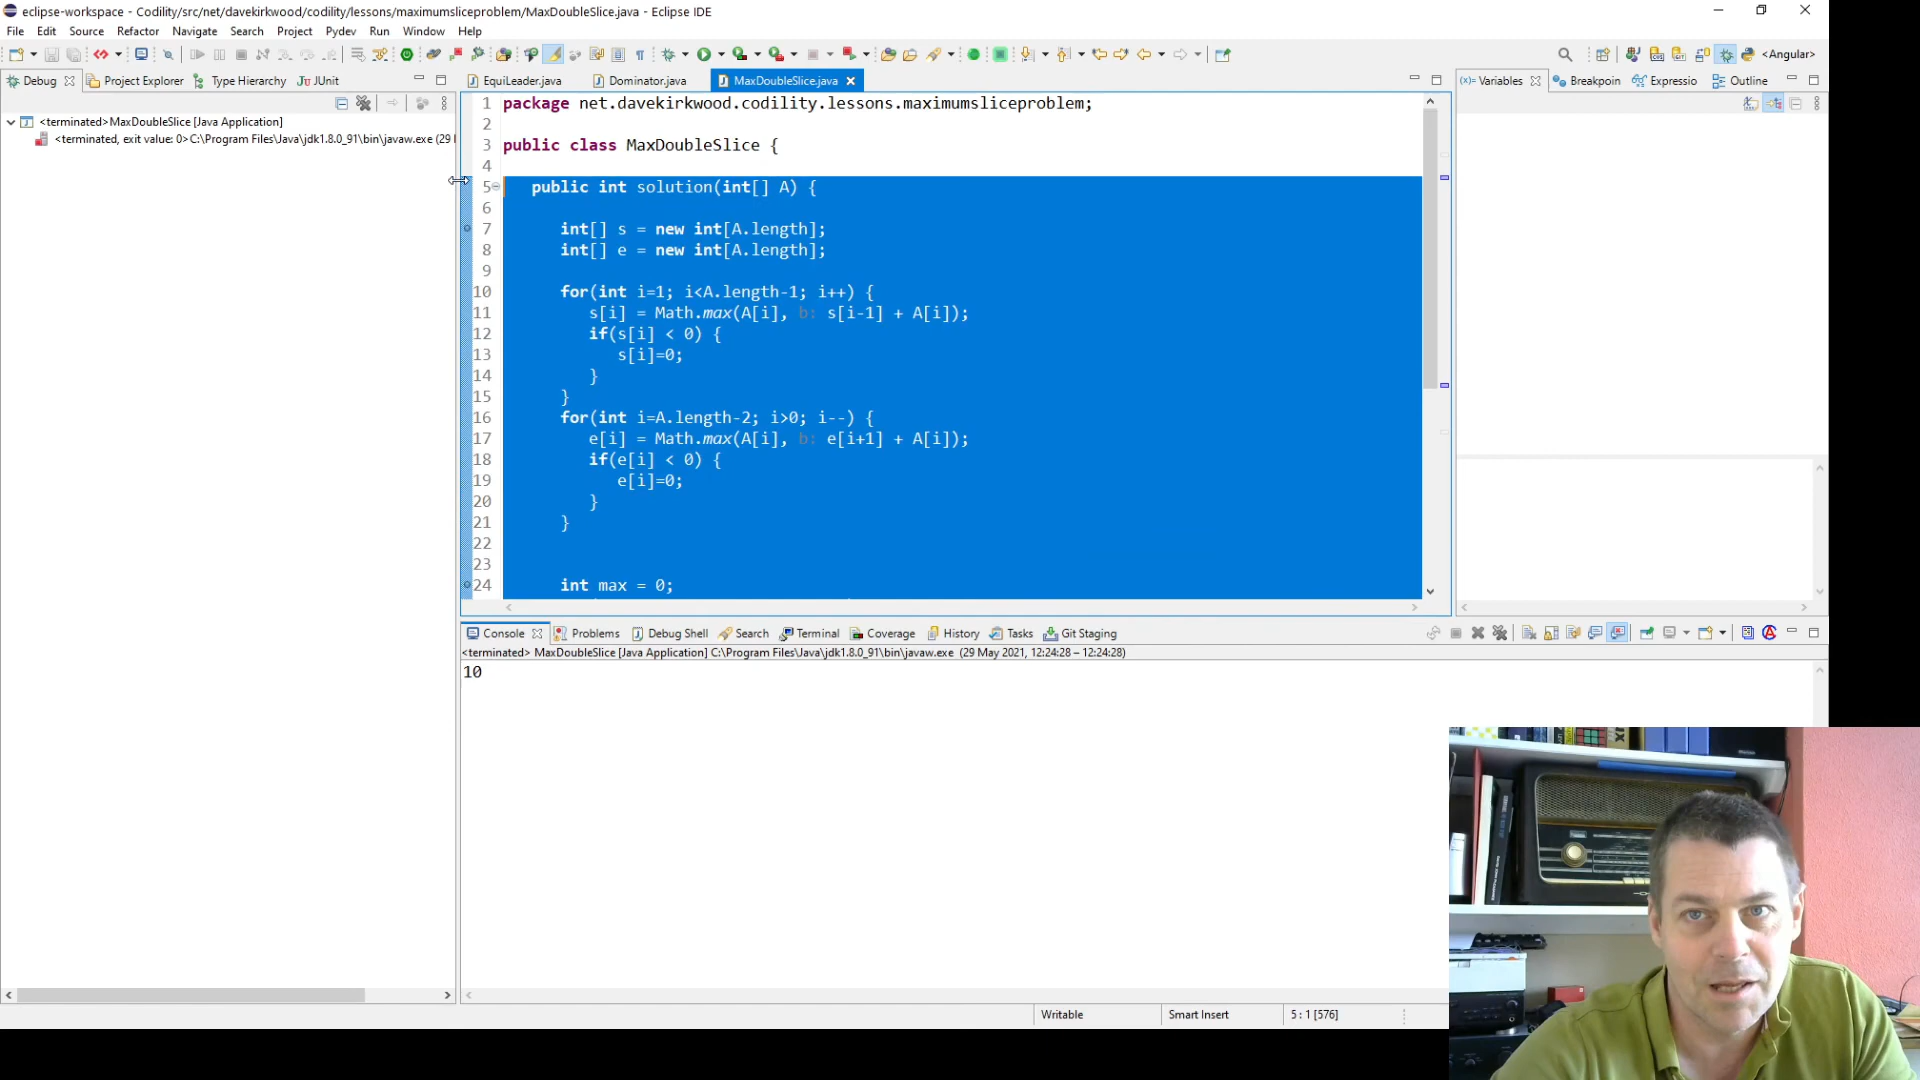 eclipse-workspace - Codility/src/net/davekirkwood/codility/lessons/maximumsliceproblem/MaxDoubleSlice.java - Eclipse IDE
File Edit Source Refactor Navigate Search Project Pydev Run Window Help
<Angular>
Debug Project Explorer Type Hierarchy JUnit
EquiLeader.java Dominator.java MaxDoubleSlice.java
(x)= Variables Breakpoin Expressio Outline
<terminated>MaxDoubleSlice [Java Application]
<terminated, exit value: 0>C:\Program Files\Java\jdk1.8.0_91\bin\javaw.exe (29
1 package net.davekirkwood.codility.lessons.maximumsliceproblem;
2
3 public class MaxDoubleSlice {
4
5 public int solution(int[] A) {
6
7 int[] s = new int[A.length];
8 int[] e = new int[A.length];
9
10 for(int i=1; i<A.length-1; i++) {
11 s[i] = Math.max(A[i], b: s[i-1] + A[i]);
12 if(s[i] < 0) {
13 s[i]=0;
14 }
15 }
16 for(int i=A.length-2; i>0; i--) {
17 e[i] = Math.max(A[i], b: e[i+1] + A[i]);
18 if(e[i] < 0) {
19 e[i]=0;
20 }
21 }
22
23
24 int max = 0;
Console Problems Debug Shell Search Terminal Coverage History Tasks Git Staging
<terminated> MaxDoubleSlice [Java Application] C:\Program Files\Java\jdk1.8.0_91\bin\javaw.exe (29 May 2021, 12:24:28 – 12:24:28)
10
Writable Smart Insert 5 : 1 [576]